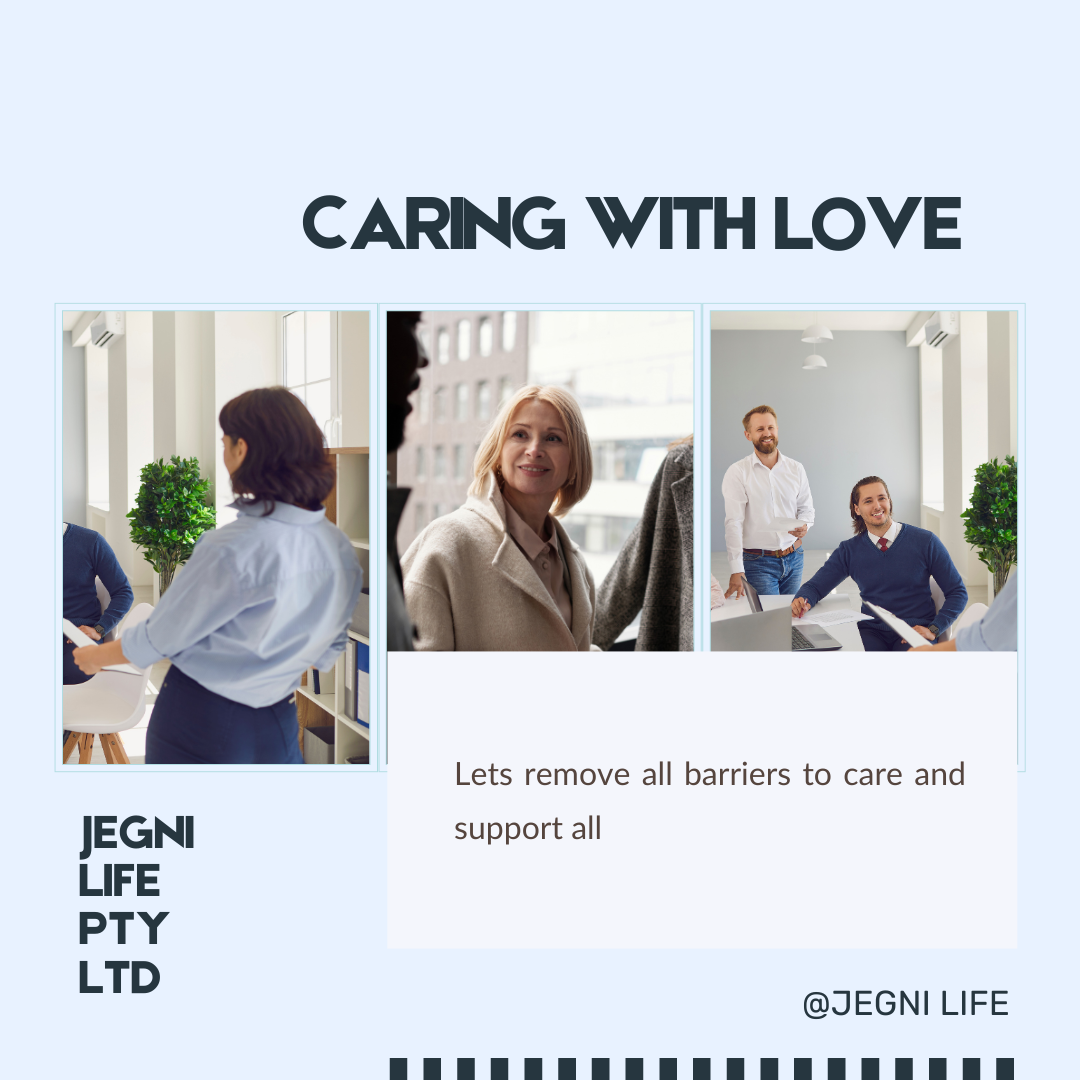 CARING WITH LOVE
Lets remove all barriers to care and
support all
JEGNI
LIFE
PTY
LTD
@JEGNI LIFE